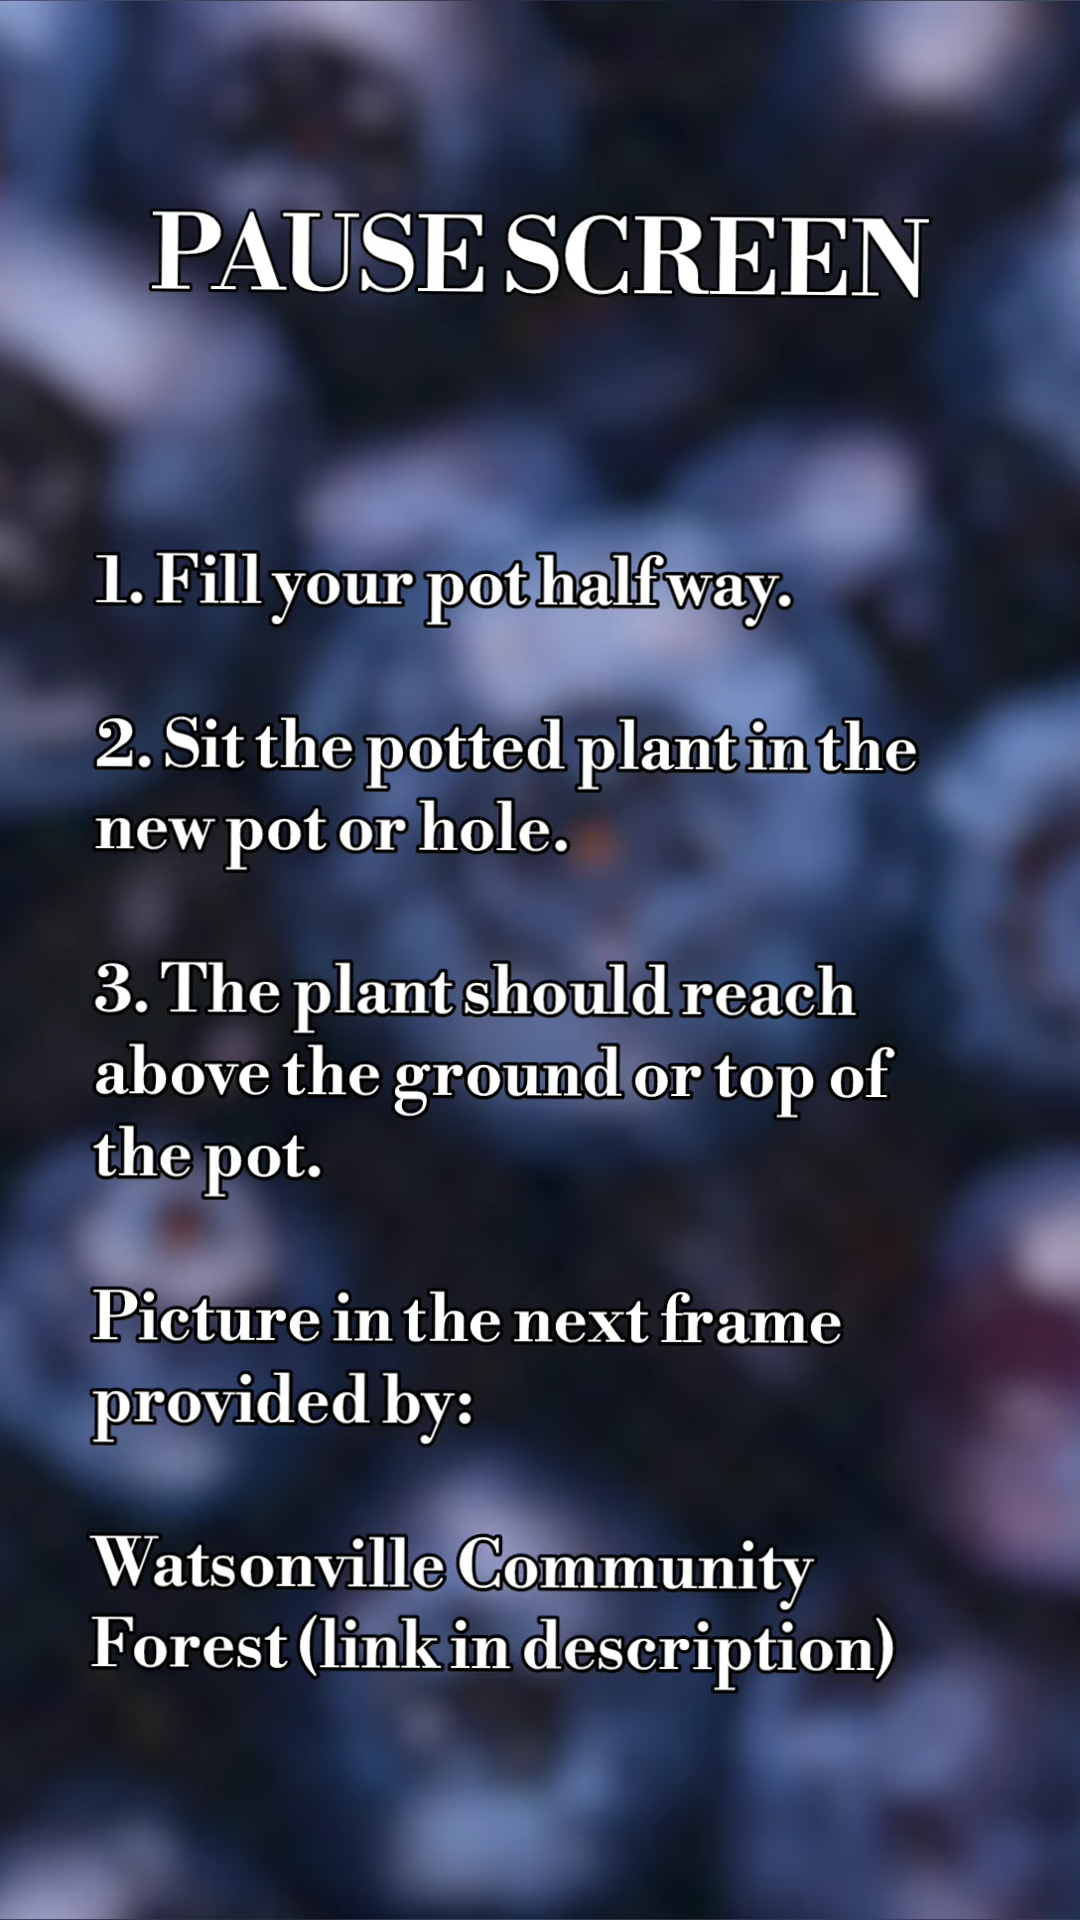 PAUSE SCREEN
1. Fill your pot halfway.
2. Sit the potted plant in the
new pot or hole.
3. The plant should reach
above the ground or top of
the pot.
Picture in the next frame
provided by:
Watsonville Community
Forest (link in description)